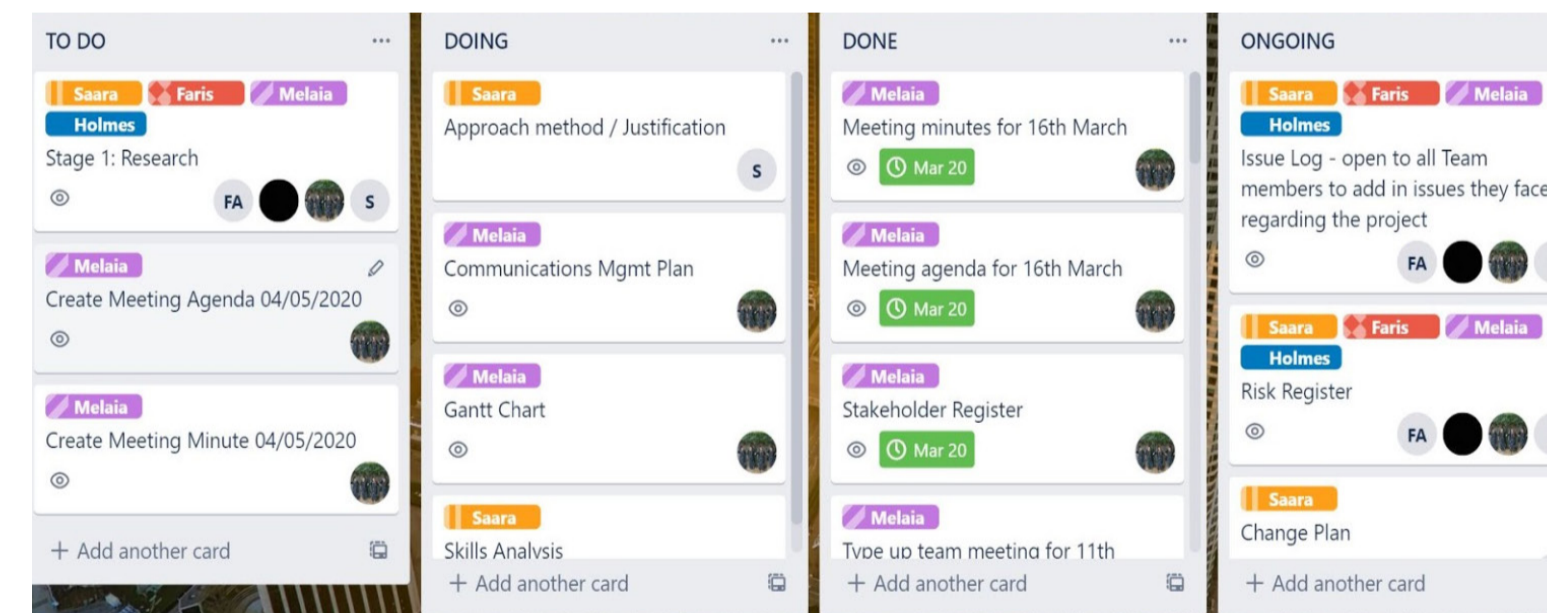 TO DO
Saara Faris Melaia
Holmes
Stage 1: Research
FA S
Melaia
Create Meeting Agenda 04/05/2020
Melaia
Create Meeting Minute 04/05/2020
+ Add another card
DOING
Saara
Approach method / Justification
S
Melaia
Communications Mgmt Plan
Melaia
Gantt Chart
Saara
Skills Analysis
+ Add another card
DONE
Melaia
Meeting minutes for 16th March
Mar 20
Melaia
Meeting agenda for 16th March
Mar 20
Melaia
Stakeholder Register
Mar 20
Melaia
Type up team meeting for 11th
+ Add another card
ONGOING
Saara Faris Melaia
Holmes
Issue Log - open to all Team
members to add in issues they face
regarding the project
FA
Saara Faris Melaia
Holmes
Risk Register
FA
Saara
Change Plan
+ Add another card